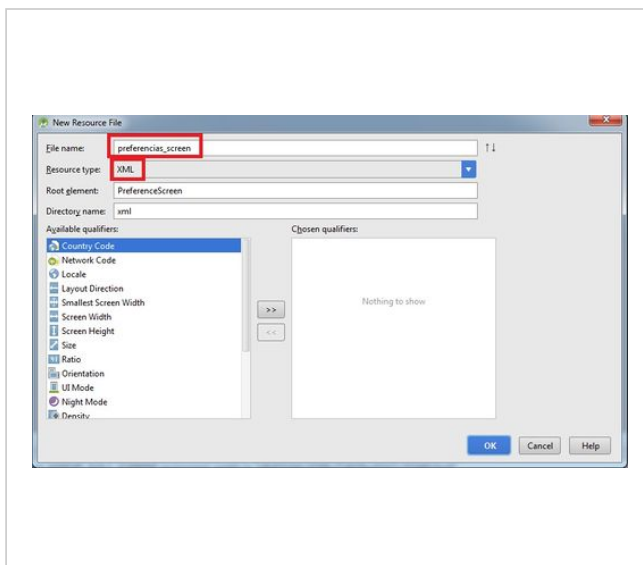 New Resource File
File name: preferencias_screen
Resource type: XML
Root element: PreferenceScreen
Directory name: xml
Available qualifiers: Chosen qualifiers:
Country Code
Network Code
Locale
Layout Direction
Smallest Screen Width
Screen Width
Screen Height
Size
Ratio
Orientation
UI Mode
Night Mode
Density
>>
<<
Nothing to show
OK Cancel Help